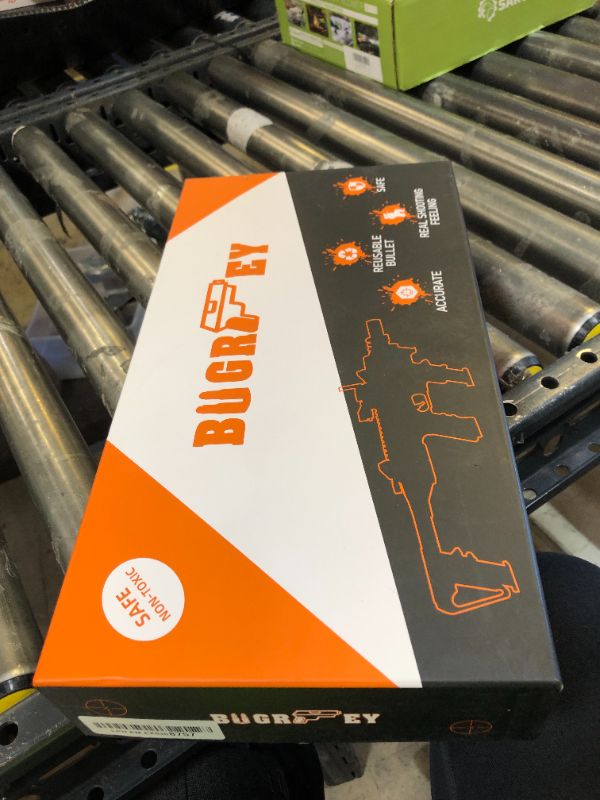 SAFE
REAL SHOOTING
FEELING
REUSABLE
BULLET
ACCURATE
BUGR EY
SAFE
NON-TOXIC
BUGR EY